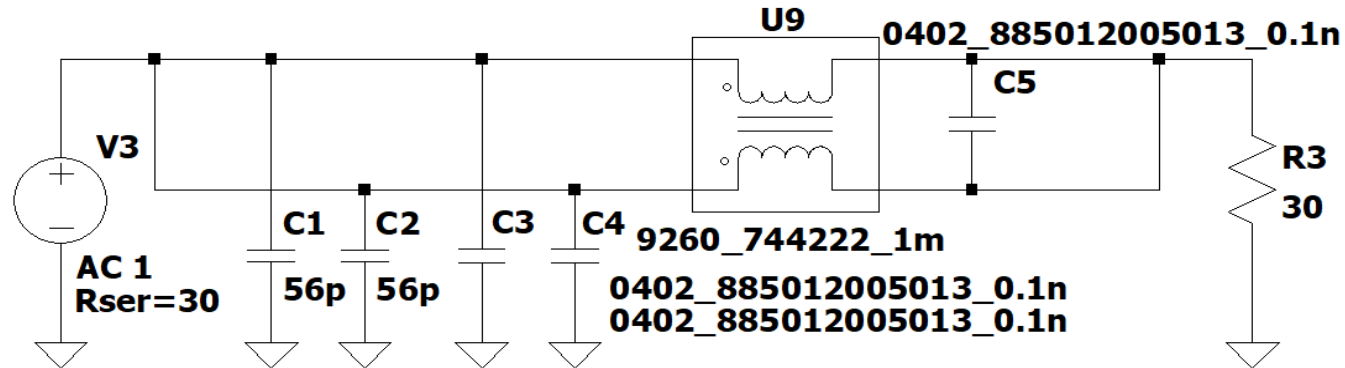 U9
0402_885012005013_0.1n
C5
V3
R3
30
C1
C2
C3
C4
9260_744222_1m
AC 1
Rser=30
56p
56p
0402_885012005013_0.1n
0402_885012005013_0.1n